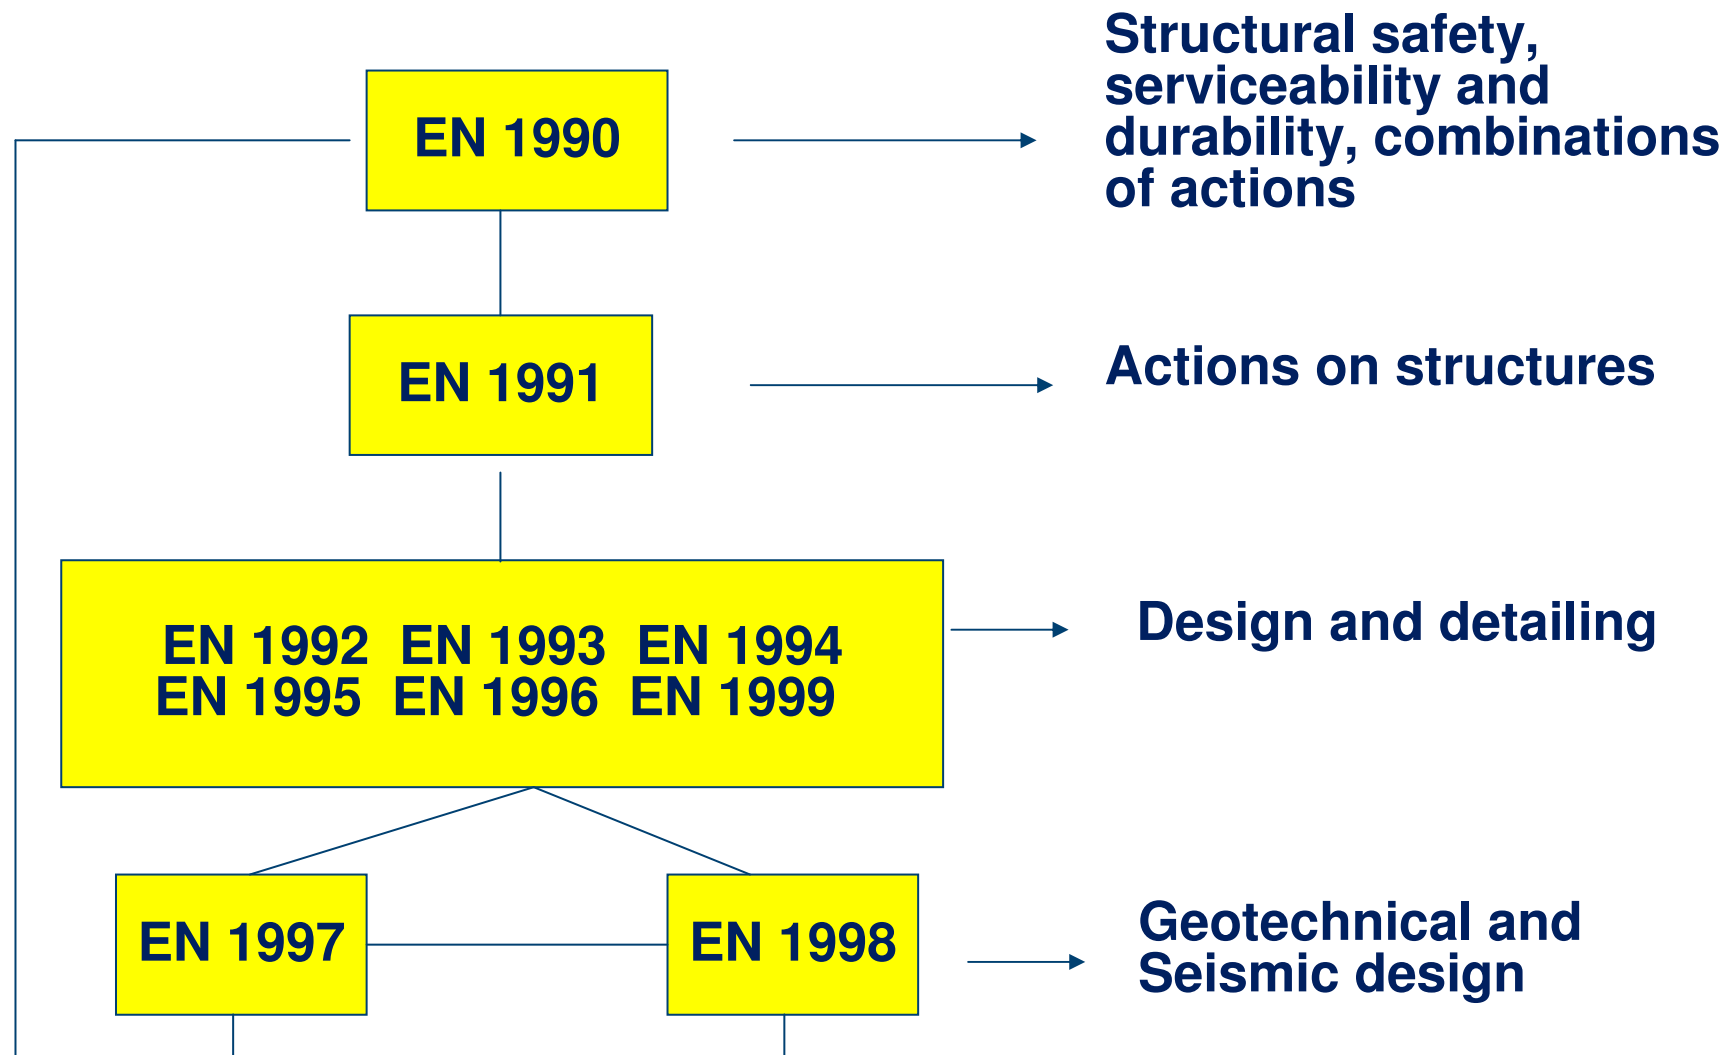 Structural safety,
serviceability and
durability, combinations
of actions
EN 1990
EN 1991
Actions on structures
EN 1992 EN 1993 EN 1994
EN 1995 EN 1996 EN 1999
Design and detailing
EN 1997
EN 1998
Geotechnical and
Seismic design